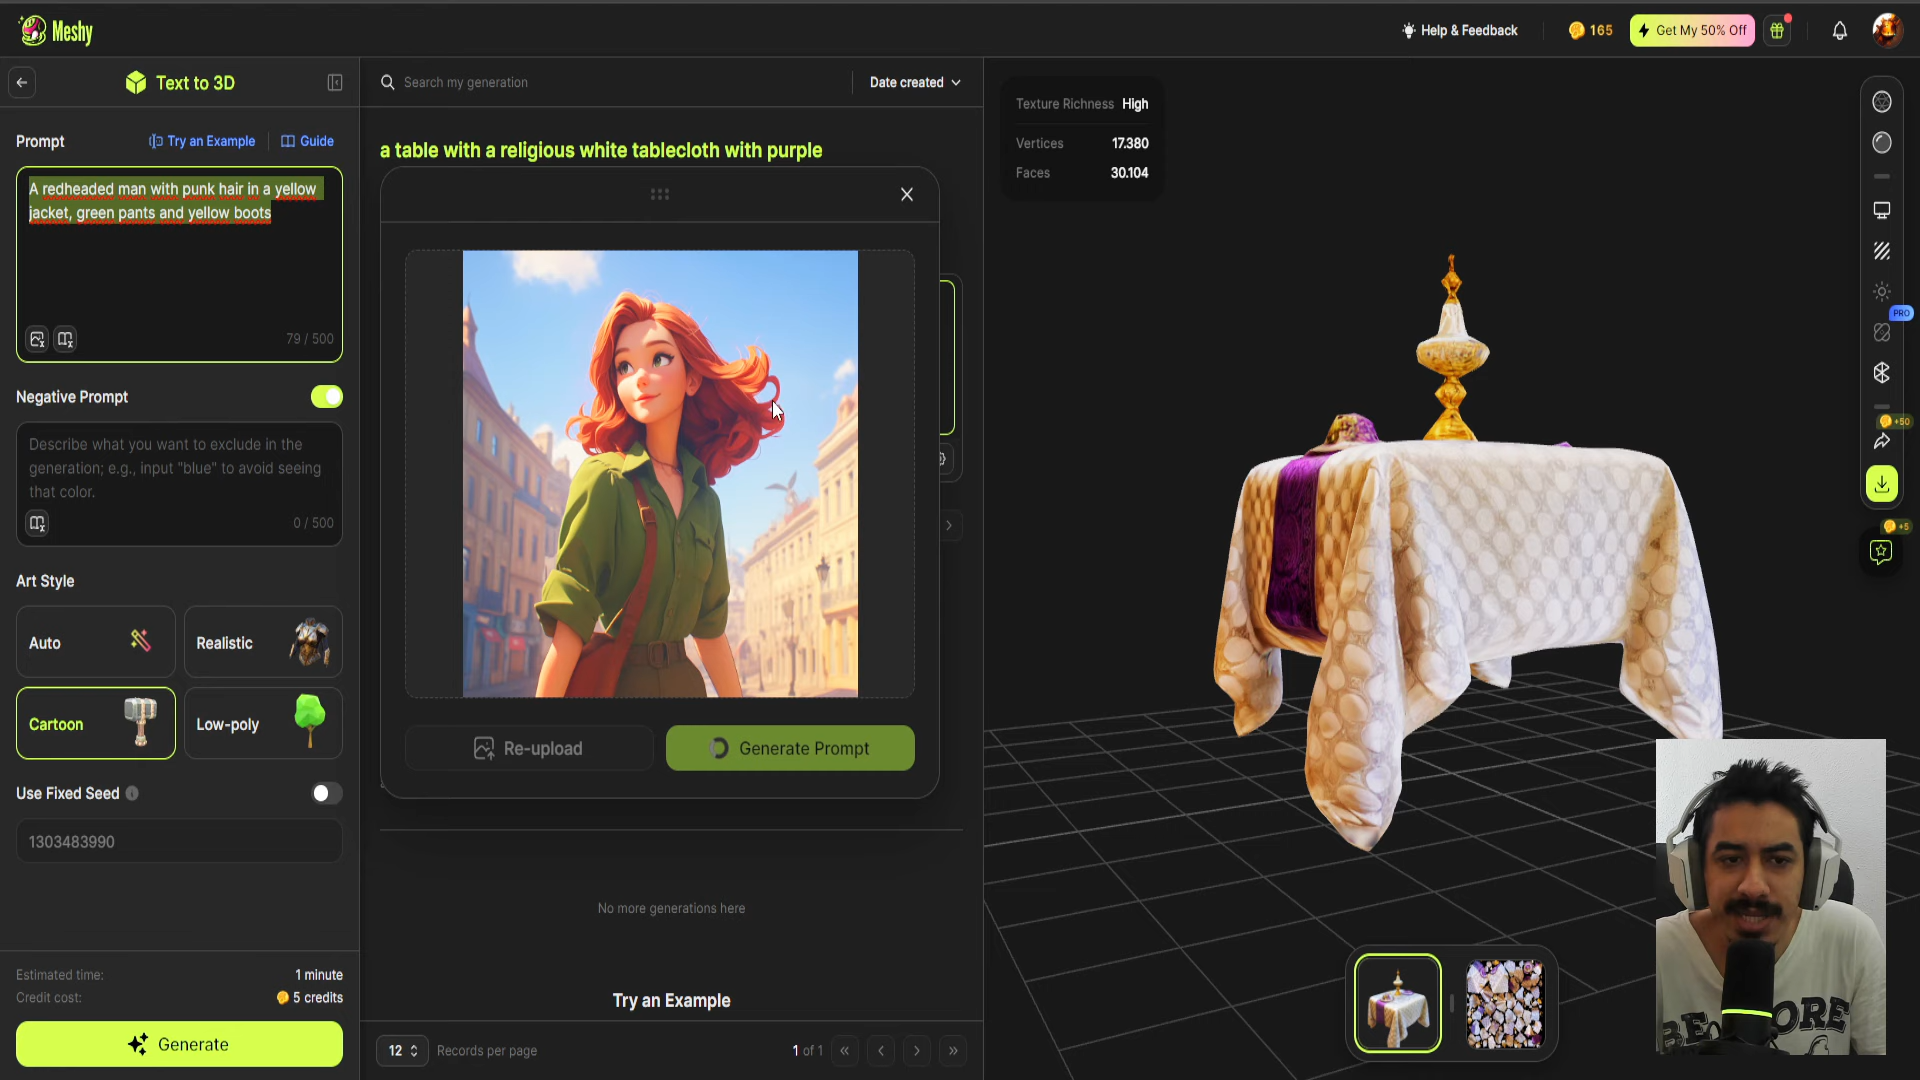 Meshy
Help & Feedback
165
Get My 50% Off
Text to 3D
Search my generation
Date created
Prompt
Try an Example
Guide
A redheaded man with punk hair in a yellow
jacket, green pants and yellow boots
79 / 500
Negative Prompt
Describe what you want to exclude in the
generation; e.g., input "blue" to avoid seeing
that color.
0 / 500
Art Style
Auto
Realistic
Cartoon
Low-poly
Use Fixed Seed
1303483990
Estimated time:
1 minute
Credit cost:
5 credits
Generate
a table with a religious white tablecloth with purple
Re-upload
Generate Prompt
No more generations here
Try an Example
12
Records per page
1 of 1
Texture Richness High
Vertices 17.380
Faces 30.104
PRO
+50
+5